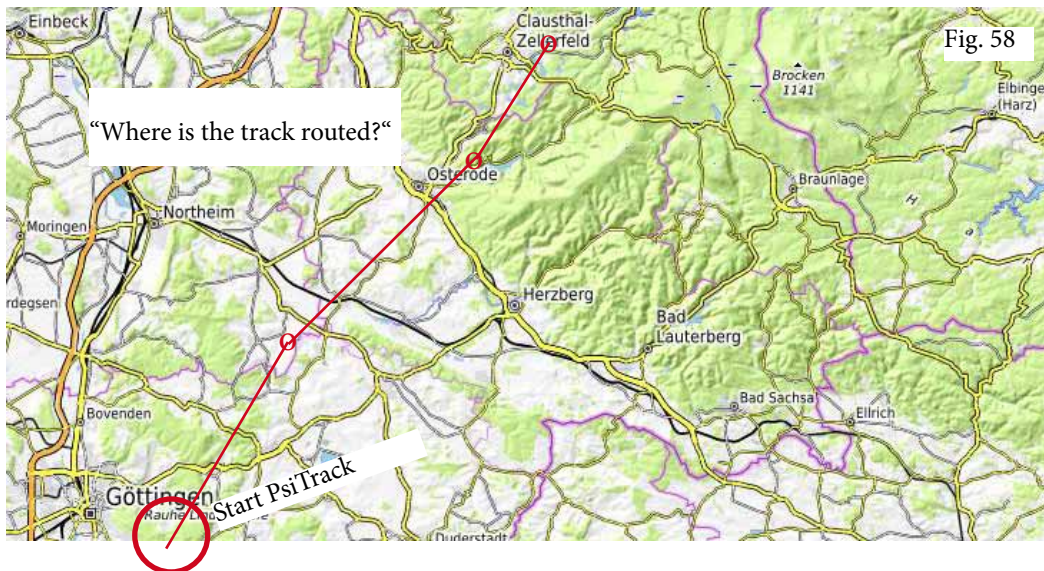 Einbeck
Clausthal-
Zellerfeld
Fig. 58
Brocken
1141
Elbinge
(Harz)
“Where is the track routed?“
Osterode
Braunlage
Northeim
H
Moringen
a
rdegsen
Herzberg
Bad
Lauterberg
Bad Sachsa
Bovenden
Ellrich
Start PsiTrack
Göttingen
Duderstadt